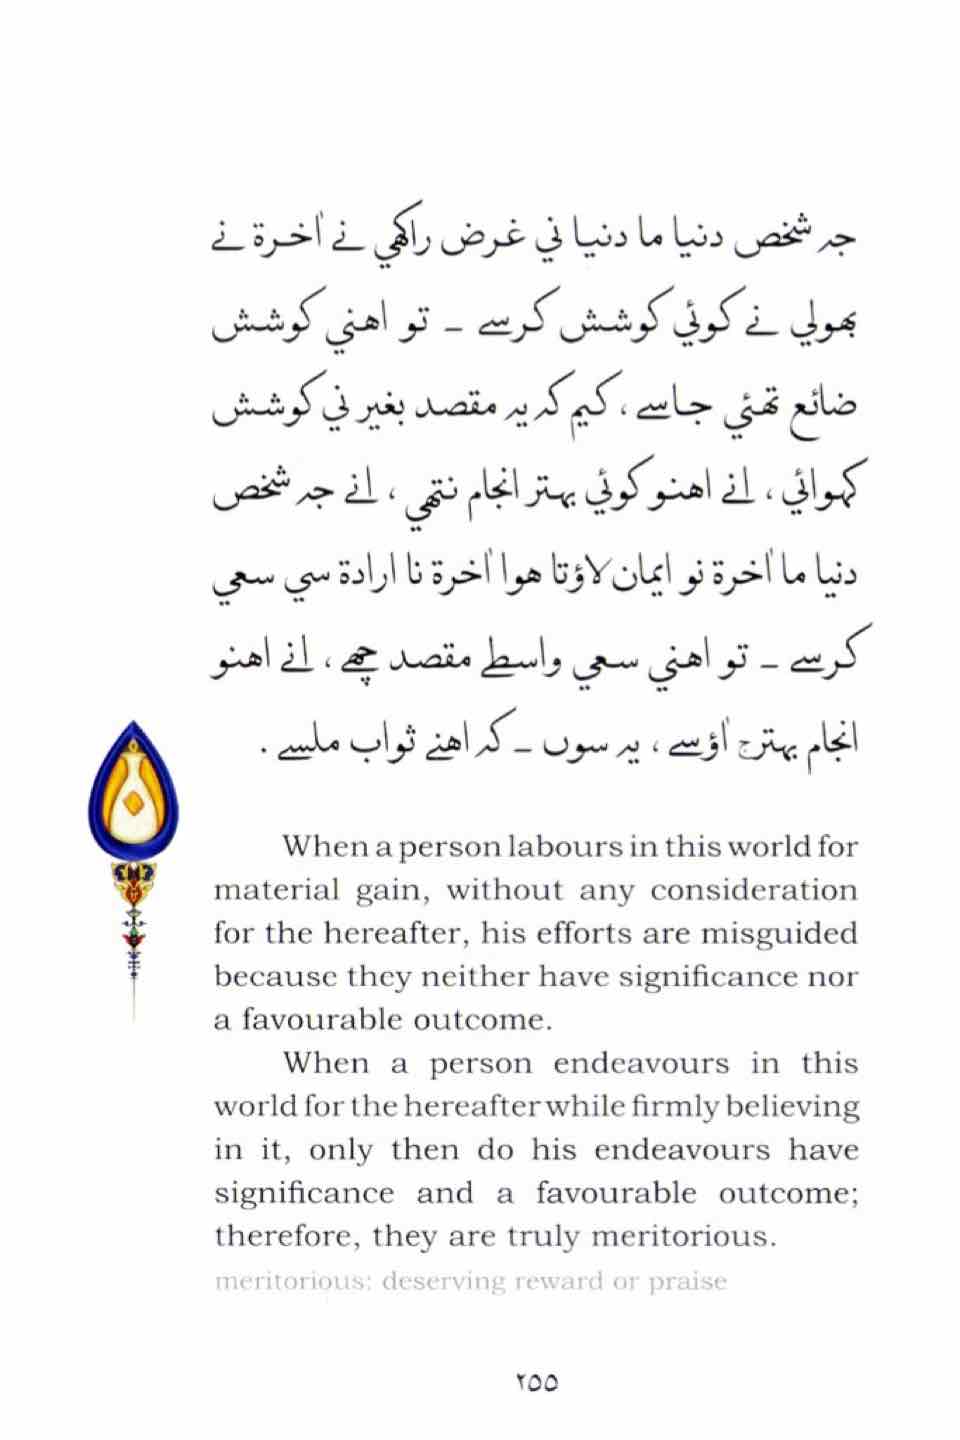 جہ شخص دنيا ما دنيا ني غرض راكھي نے اٰخرة نے
بھولي نے كوئي كوشش كرسے ـ تو اهني كوشش
ضائع تھئي جاسے ، كيم كہ يہ مقصد بغير ني كوشش
كہوائي ، انے اهنو كوئي بہتر انجام نتھي ، انے جہ شخص
دنيا ما اٰخرة نو ايمان لاؤتا هوا اٰخرة نا ارادة سي سعي
كرسے ـ تو اهني سعي واسطے مقصد چھے ، انے اهنو
انجام بہترج اٰؤسے ، يہ سوں ـ كہ اهنے ثواب ملسے .
When a person labours in this world for
material gain, without any consideration
for the hereafter, his efforts are misguided
because they neither have significance nor
a favourable outcome.
When a person endeavours in this
world for the hereafter while firmly believing
in it, only then do his endeavours have
significance and a favourable outcome;
therefore, they are truly meritorious.
meritorious: deserving reward or praise
٢٥٥